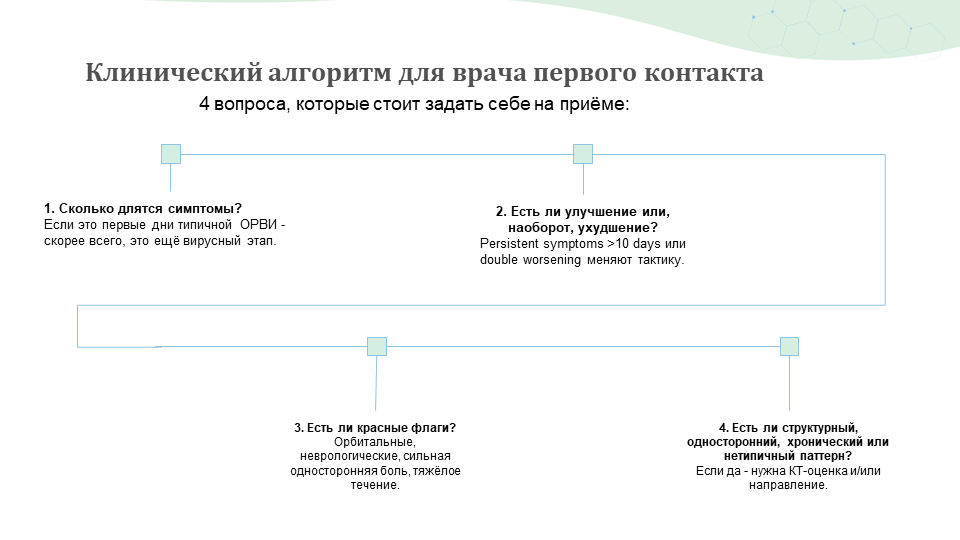 Клинический алгоритм для врача первого контакта
4 вопроса, которые стоит задать себе на приёме:
1. Сколько длятся симптомы?
Если это первые дни типичной ОРВИ -
скорее всего, это ещё вирусный этап.
2. Есть ли улучшение или,
наоборот, ухудшение?
Persistent symptoms >10 days или
double worsening меняют тактику.
3. Есть ли красные флаги?
Орбитальные,
неврологические, сильная
односторонняя боль, тяжёлое
течение.
4. Есть ли структурный,
односторонний, хронический или
нетипичный паттерн?
Если да - нужна КТ-оценка и/или
направление.